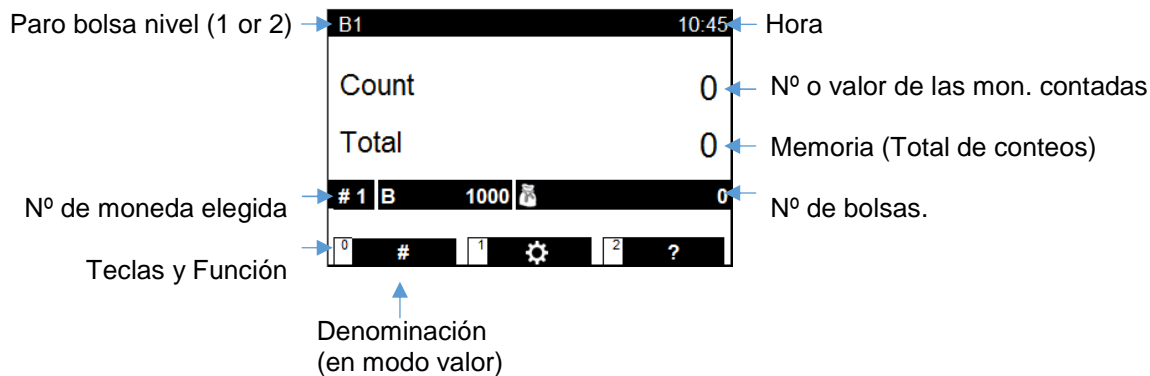 Paro bolsa nivel (1 or 2) B1 10:45 Hora
Count 0 Nº o valor de las mon. contadas
Total 0 Memoria (Total de conteos)
Nº de moneda elegida # 1 B 1000 0 Nº de bolsas.
Teclas y Función 0 # 1 2 ?
Denominación
(en modo valor)